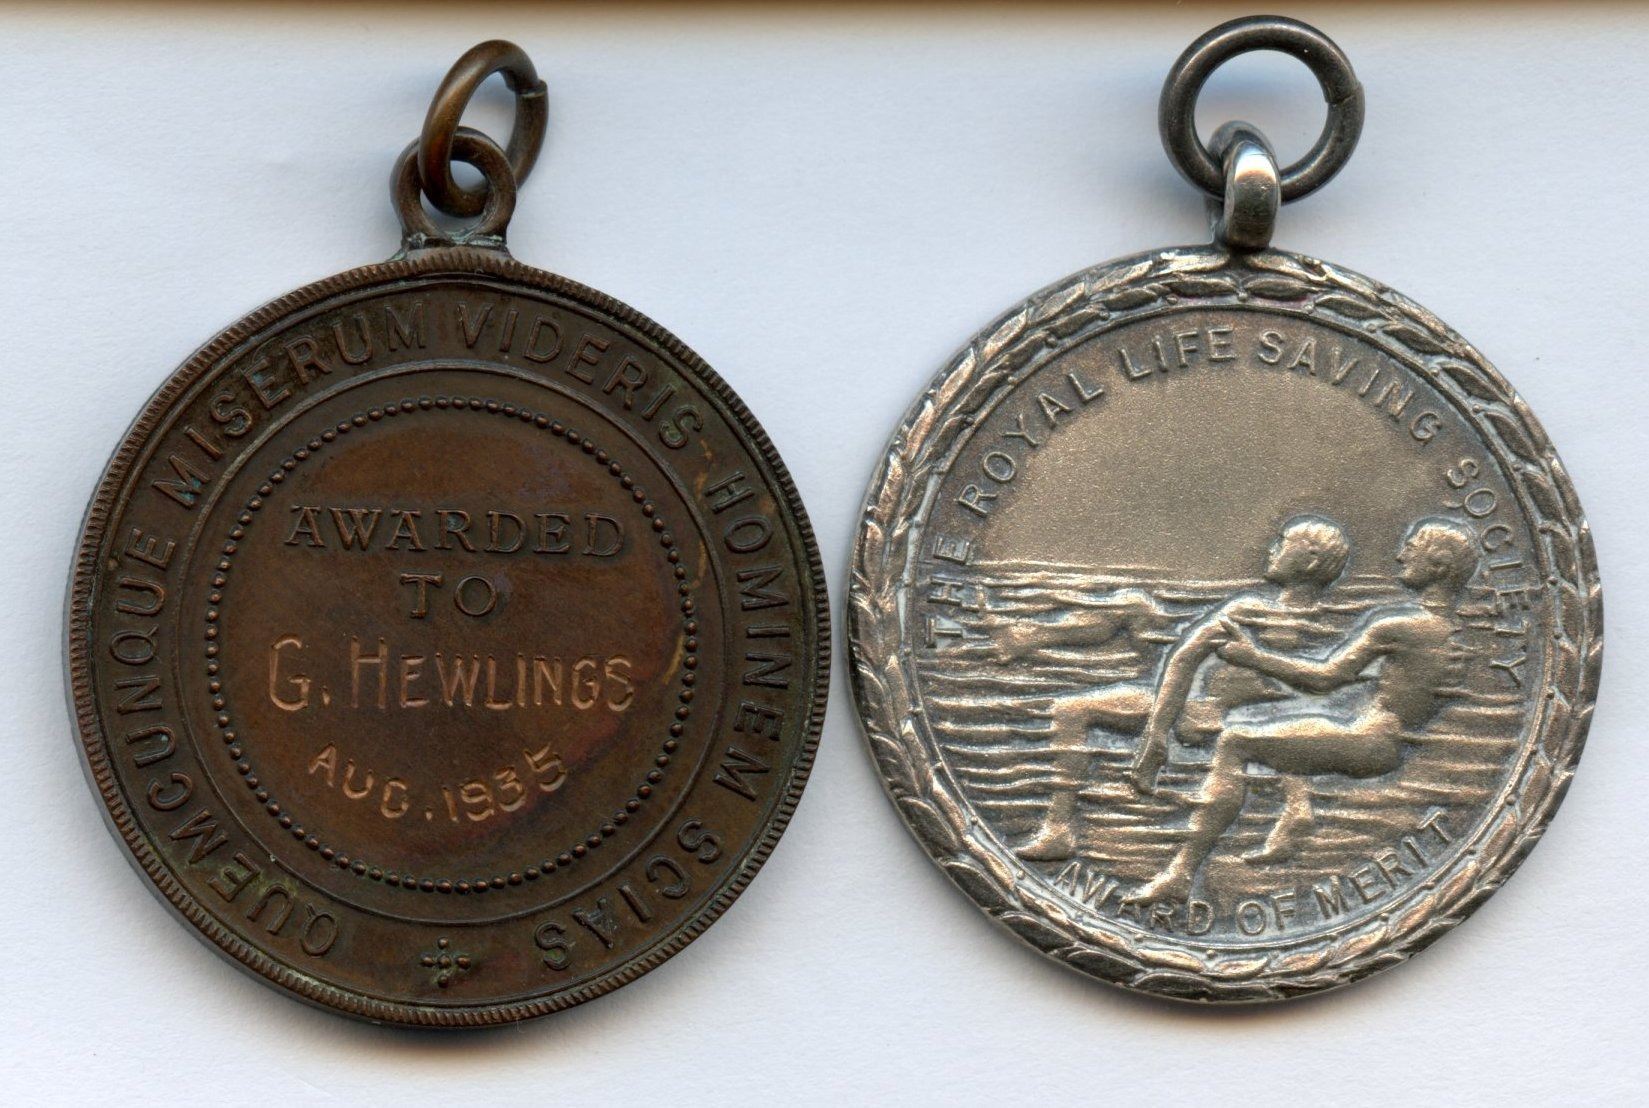 QUEMCUNQUE MISERUM VIDERIS HOMINEM SCIAS
AWARDED
TO
G. HEWLINGS
AUG. 1935
THE ROYAL LIFE SAVING SOCIETY
AWARD OF MERIT